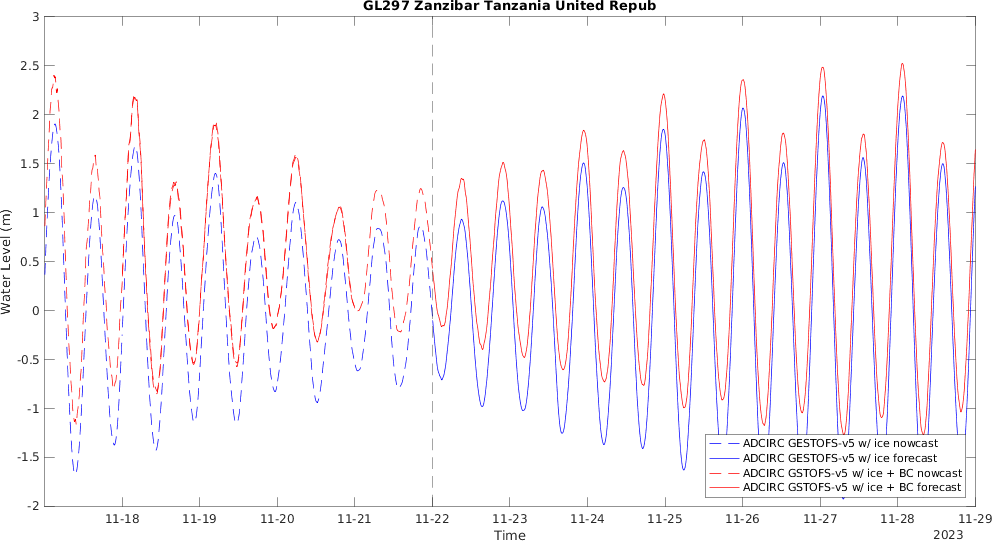 GL297 Zanzibar Tanzania United Repub
3
2.5
2
1.5
1
0.5
0
-0.5
-1
-1.5
-2
Water Level (m)
ADCIRC GESTOFS-v5 w/ ice nowcast
ADCIRC GESTOFS-v5 w/ ice forecast
ADCIRC GSTOFS-v5 w/ ice + BC nowcast
ADCIRC GSTOFS-v5 w/ ice + BC forecast
11-18 11-19 11-20 11-21 11-22 11-23 11-24 11-25 11-26 11-27 11-28 11-29
Time
2023